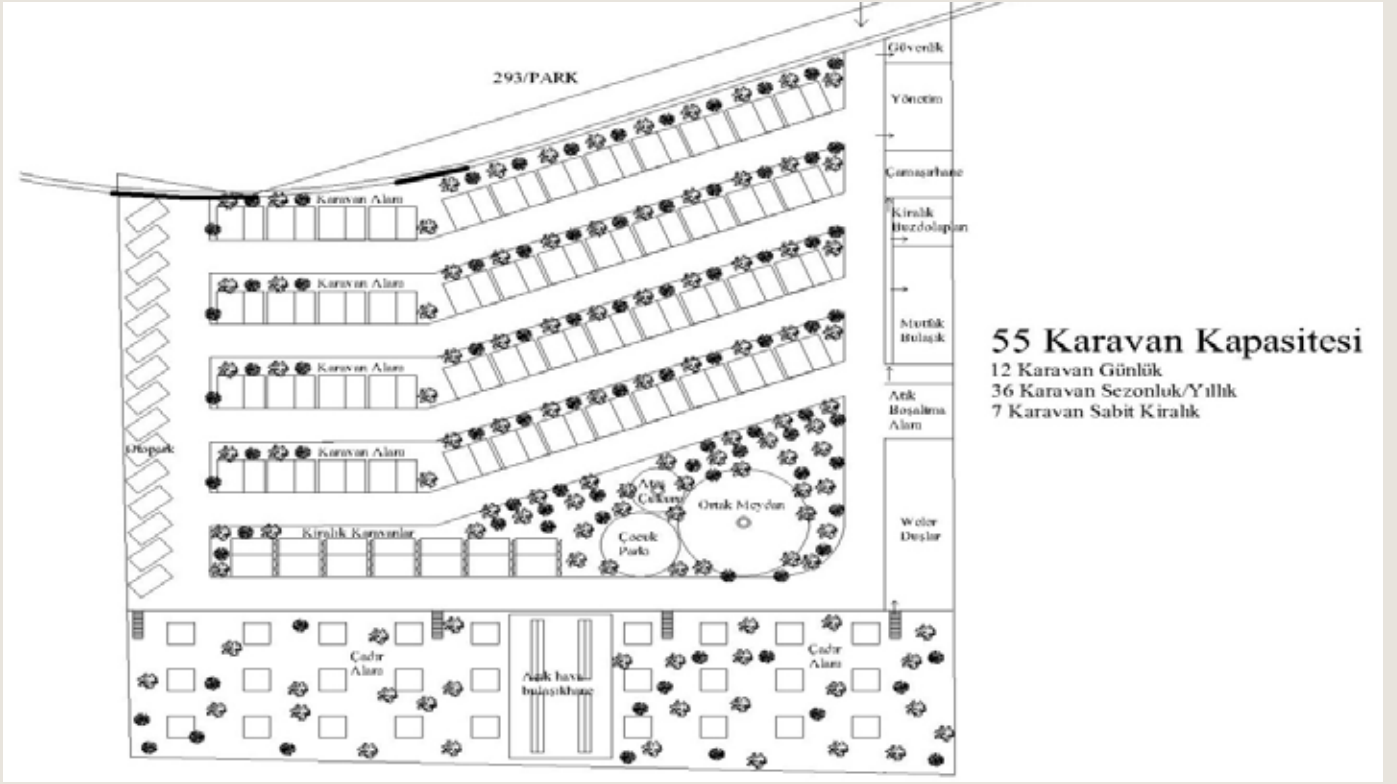 293/PARK
Güvenlik
Yönetim
Çamaşırhane
Kiralık
Buzdolapları
Mutfak
Bulaşık
Atık
Boşaltma
Alanı
Weler
Duşlar
Karavan Alanı
Karavan Alanı
Karavan Alanı
Karavan Alanı
Otopark
Kiralık Karavanlar
Ateş
Çukuru
Ortak Meydan
Çocuk
Parkı
Çadır
Alanı
Açık hava
bulaşıkhane
Çadır
Alanı
55 Karavan Kapasitesi
12 Karavan Günlük
36 Karavan Sezonluk/Yıllık
7 Karavan Sabit Kiralık